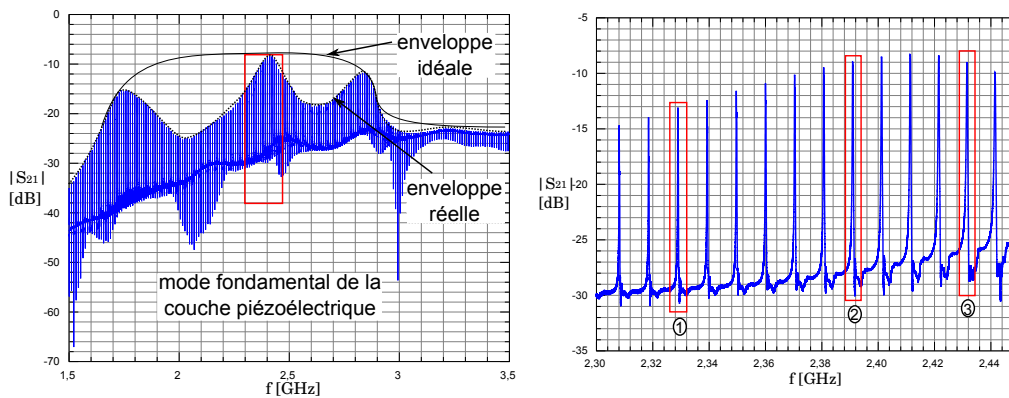 0
-10
-20
-30
-40
-50
-60
-70
|S21|
[dB]
enveloppe
idéale
enveloppe
réelle
mode fondamental de la
couche piézoélectrique
1,5
2
2,5
3
3,5
f [GHz]
-5
-10
-15
-20
-25
-30
-35
|S21|
[dB]
1
2
3
2,30
2,32
2,34
2,36
2,38
2,40
2,42
2,44
f [GHz]